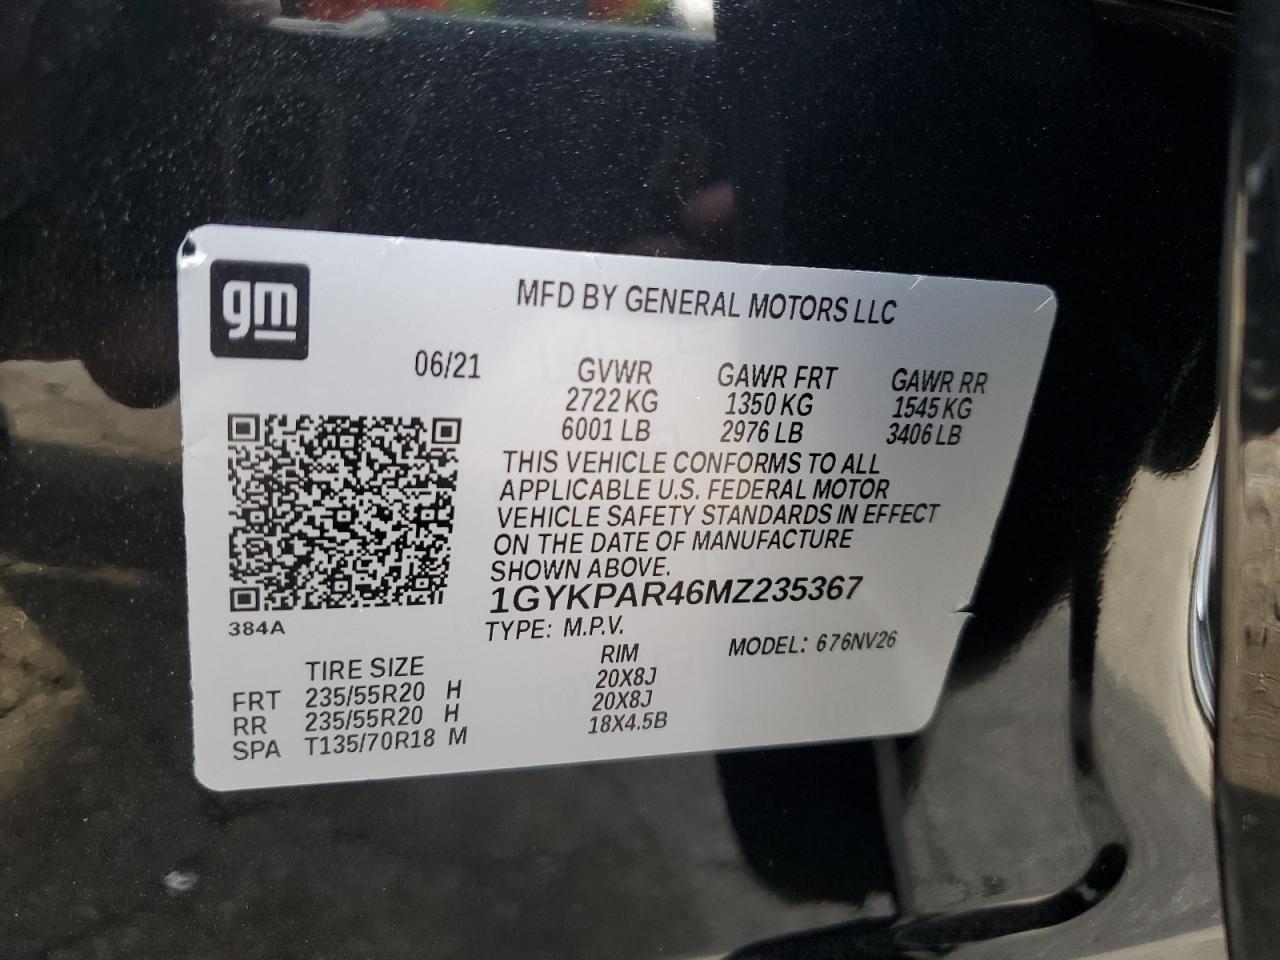 gm
MFD BY GENERAL MOTORS LLC
06/21 GVWR GAWR FRT GAWR RR
2722 KG 1350 KG 1545 KG
6001 LB 2976 LB 3406 LB
THIS VEHICLE CONFORMS TO ALL
APPLICABLE U.S. FEDERAL MOTOR
VEHICLE SAFETY STANDARDS IN EFFECT
ON THE DATE OF MANUFACTURE
SHOWN ABOVE.
1GYKPAR46MZ235367
384A
TYPE: M.P.V. MODEL: 676NV26
TIRE SIZE RIM
FRT 235/55R20 H 20X8J
RR 235/55R20 H 20X8J
SPA T135/70R18 M 18X4.5B